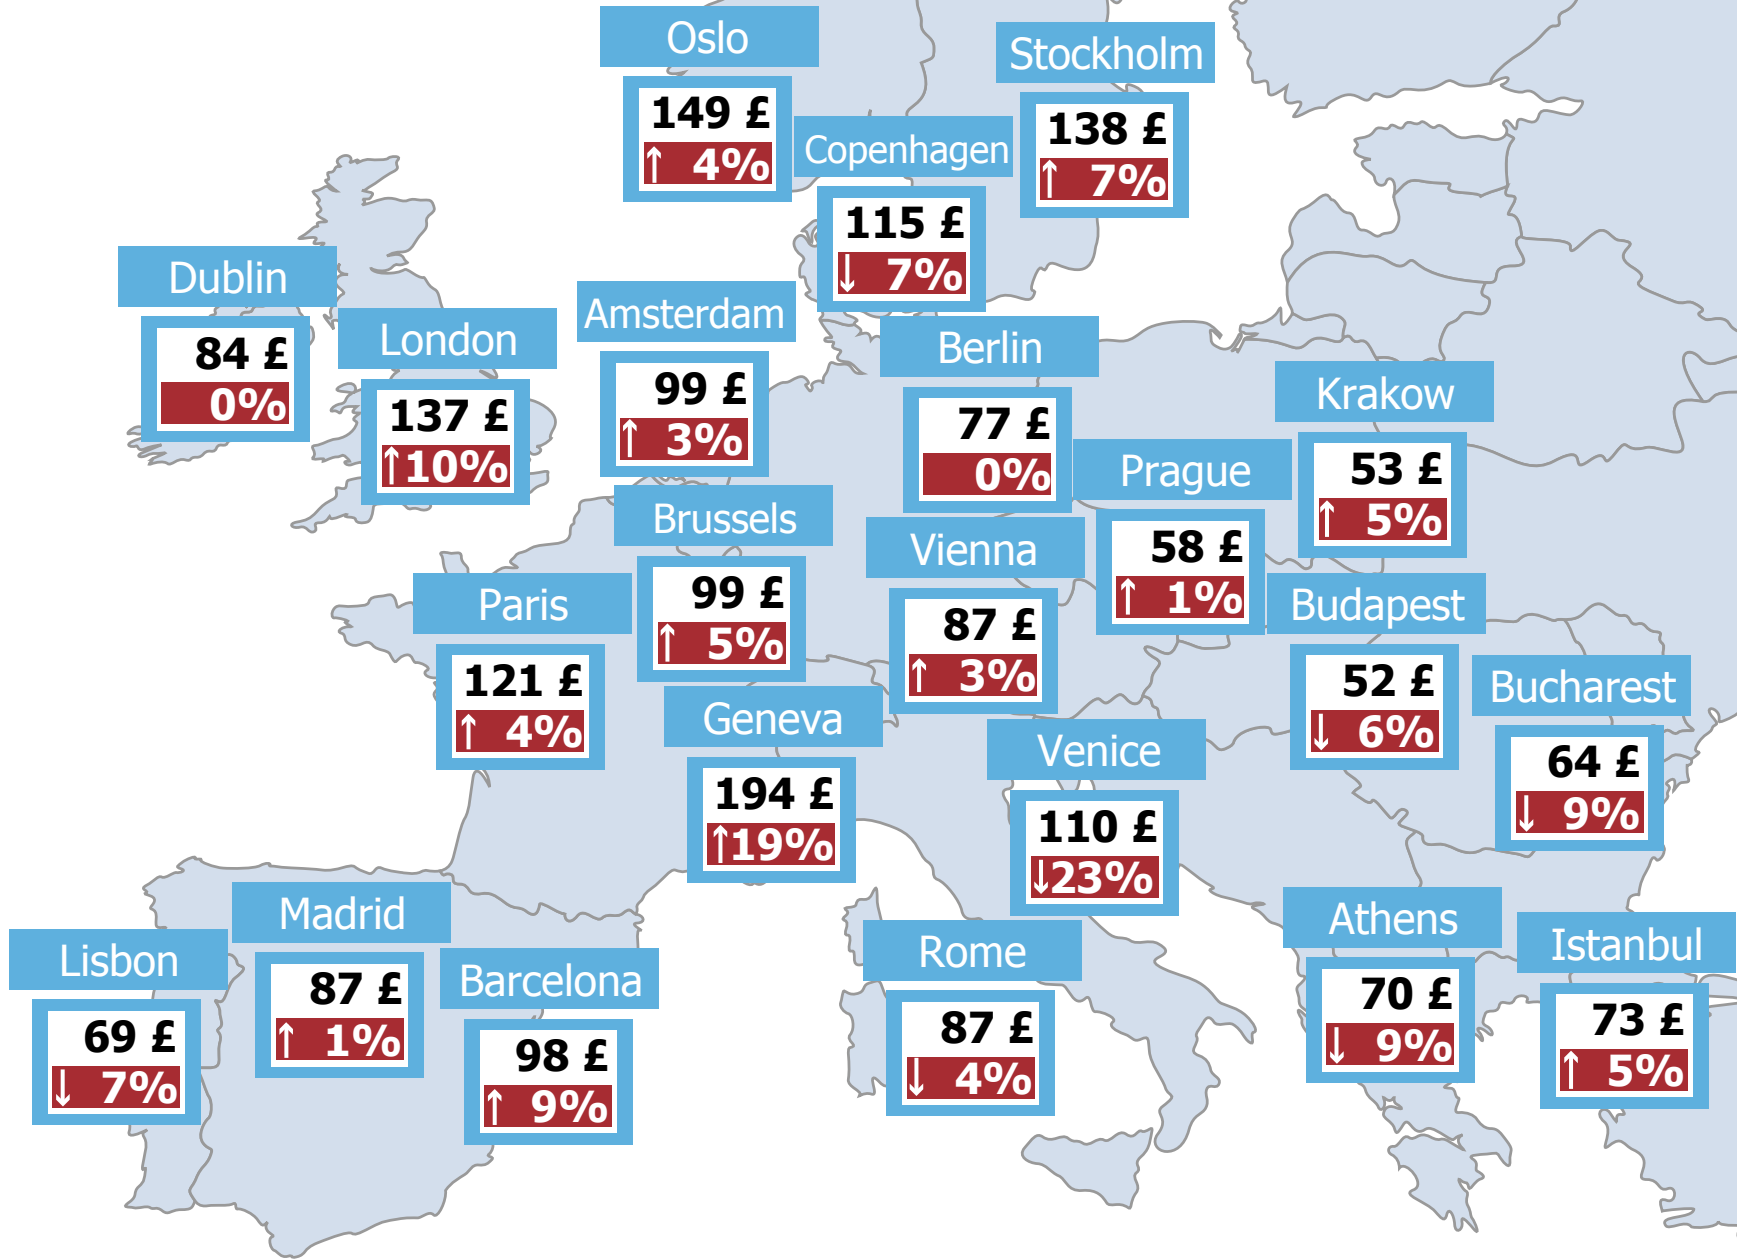 Oslo
149 £
↑ 4%
Stockholm
138 £
↑ 7%
Copenhagen
115 £
↓ 7%
Dublin
84 £
0%
London
137 £
↑10%
Amsterdam
99 £
↑ 3%
Berlin
77 £
0%
Krakow
53 £
↑ 5%
Prague
58 £
↑ 1%
Brussels
99 £
↑ 5%
Vienna
87 £
↑ 3%
Paris
121 £
↑ 4%
Budapest
52 £
↓ 6%
Bucharest
64 £
↓ 9%
Geneva
194 £
↑19%
Venice
110 £
↓23%
Madrid
87 £
↑ 1%
Lisbon
69 £
↓ 7%
Barcelona
98 £
↑ 9%
Rome
87 £
↓ 4%
Athens
70 £
↓ 9%
Istanbul
73 £
↑ 5%